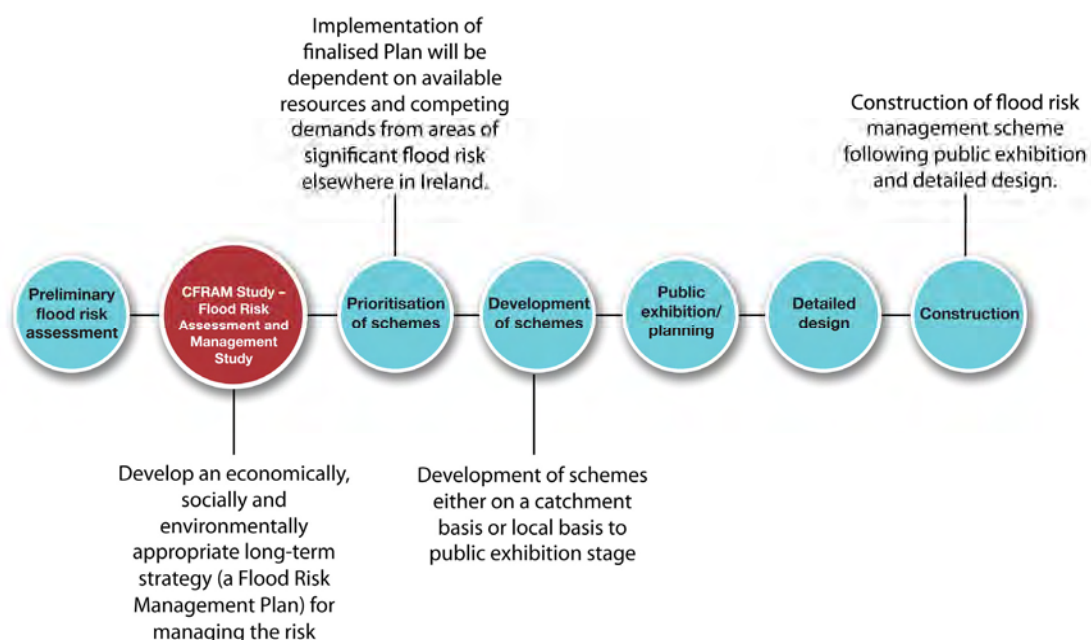 Implementation of
finalised Plan will be
dependent on available
resources and competing
demands from areas of
significant flood risk
elsewhere in Ireland.
Construction of flood risk
management scheme
following public exhibition
and detailed design.
Preliminary
flood risk
assessment
CFRAM Study –
Flood Risk
Assessment and
Management
Study
Prioritisation
of schemes
Development
of schemes
Public
exhibition/
planning
Detailed
design
Construction
Develop an economically,
socially and
environmentally
appropriate long-term
strategy (a Flood Risk
Management Plan) for
managing the risk
Development of schemes
either on a catchment
basis or local basis to
public exhibition stage